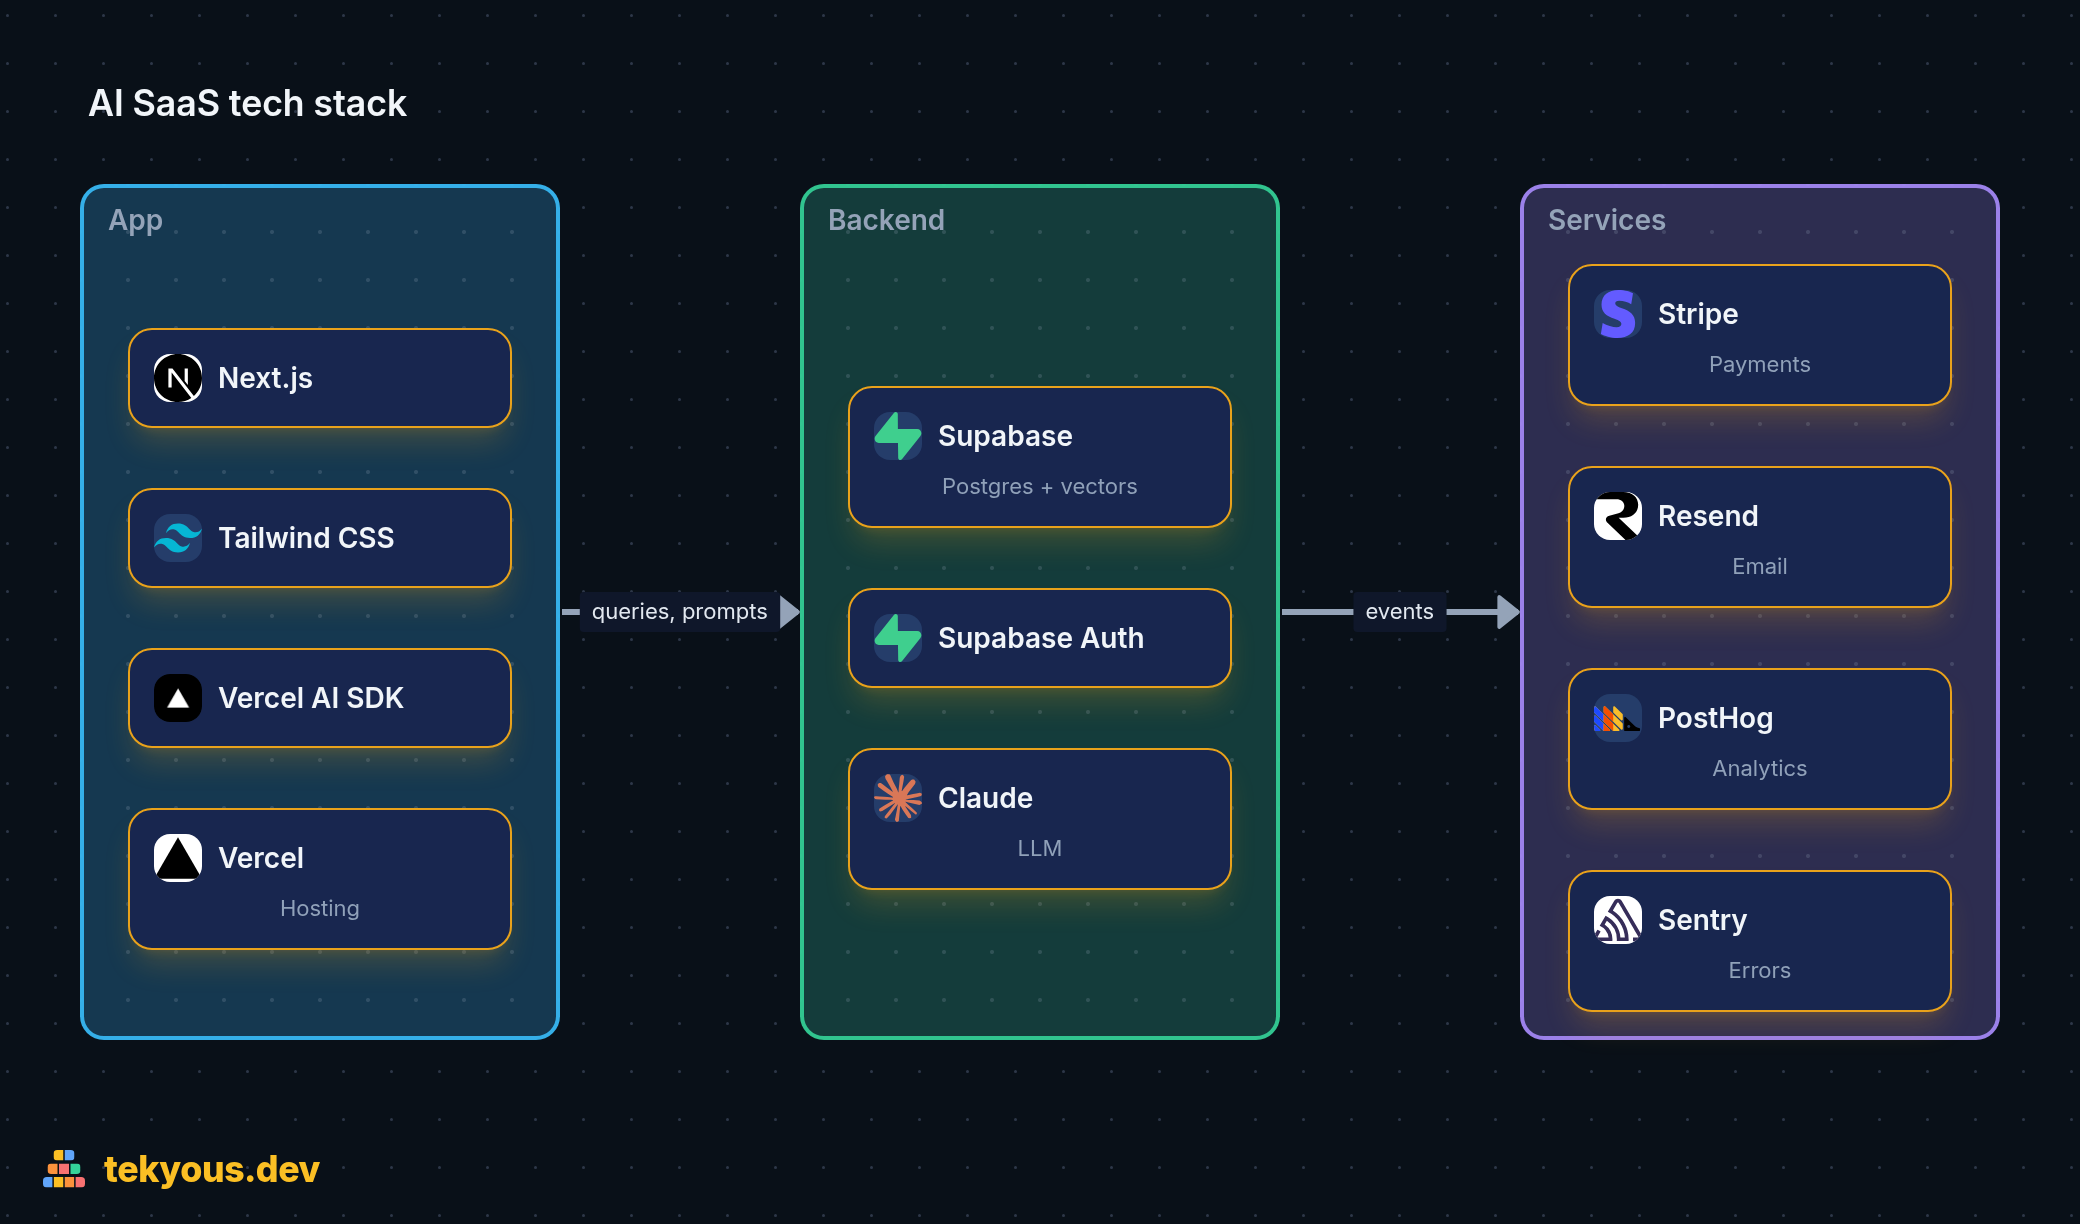 AI SaaS tech stack
App
Next.js
Tailwind CSS
Vercel AI SDK
Vercel
Hosting
queries, prompts
Backend
Supabase
Postgres + vectors
Supabase Auth
Claude
LLM
events
Services
Stripe
Payments
Resend
Email
PostHog
Analytics
Sentry
Errors
tekyous.dev